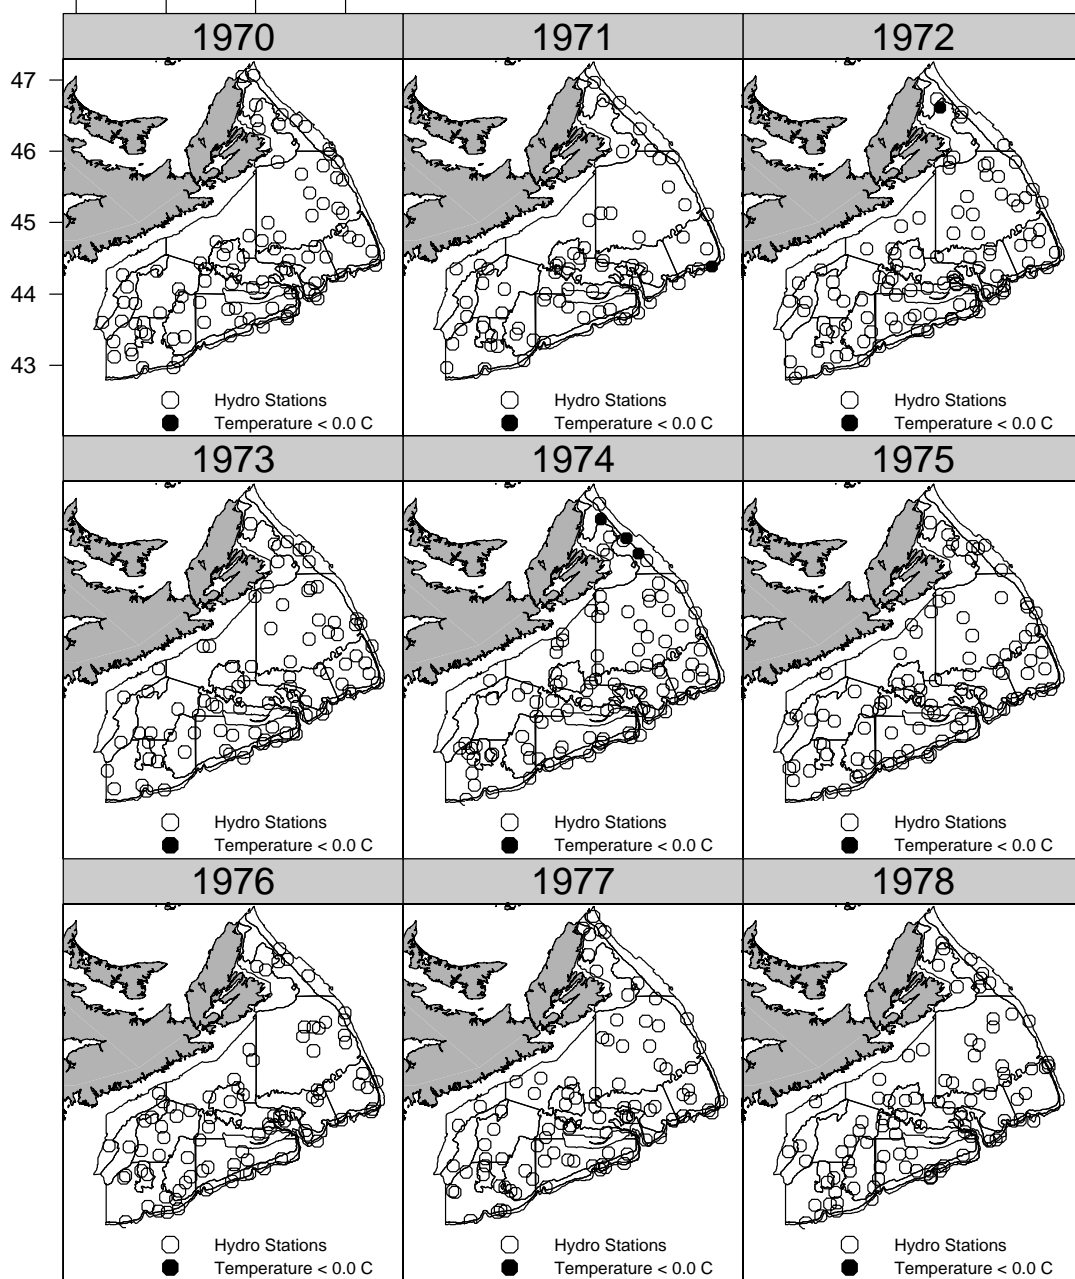 1970 1971 1972
47
46
45
44
43
Hydro Stations Hydro Stations Hydro Stations
Temperature < 0.0 C Temperature < 0.0 C Temperature < 0.0 C
1973 1974 1975
Hydro Stations Hydro Stations Hydro Stations
Temperature < 0.0 C Temperature < 0.0 C Temperature < 0.0 C
1976 1977 1978
Hydro Stations Hydro Stations Hydro Stations
Temperature < 0.0 C Temperature < 0.0 C Temperature < 0.0 C